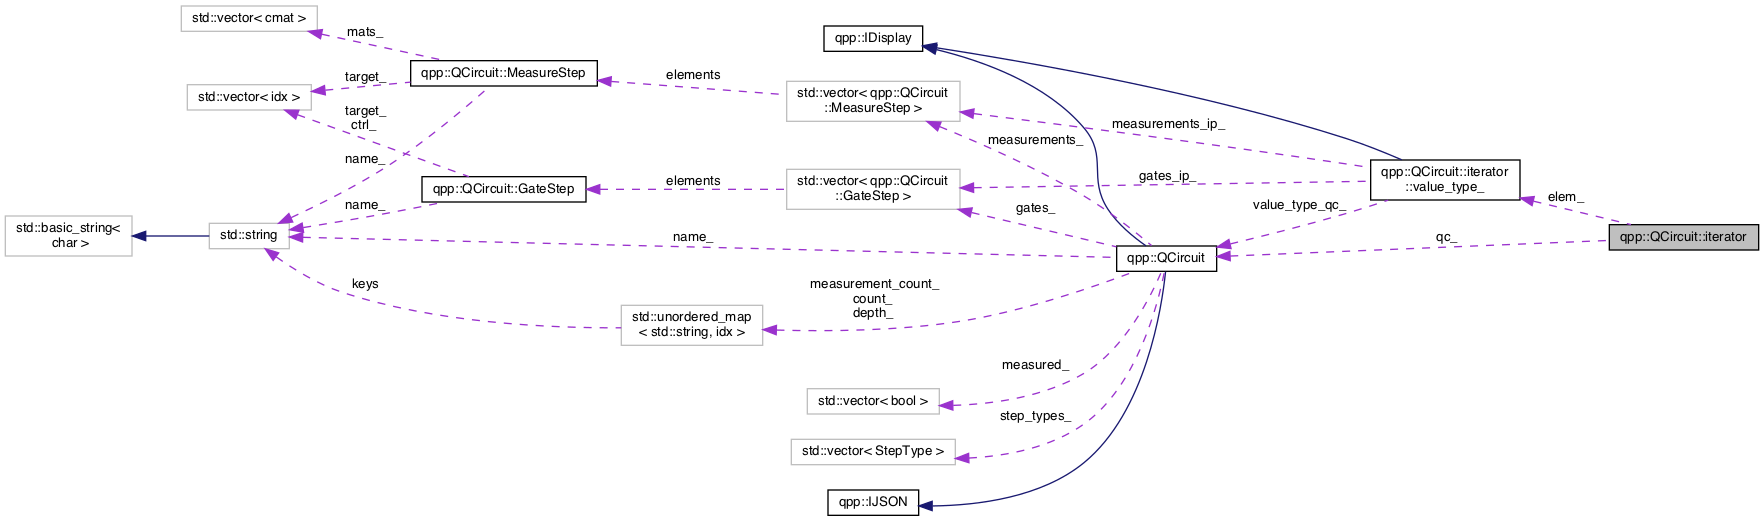 std::vector< cmat >
mats_
qpp::IDisplay
qpp::QCircuit::MeasureStep
elements
target_
std::vector< idx >
std::vector< qpp::QCircuit
::MeasureStep >
target_
ctrl_
measurements_ip_
measurements_
name_
qpp::QCircuit::GateStep
elements
std::vector< qpp::QCircuit
::GateStep >
gates_ip_
qpp::QCircuit::iterator
::value_type_
elem_
name_
gates_
value_type_qc_
std::basic_string<
char >
std::string
name_
qpp::QCircuit
qc_
qpp::QCircuit::iterator
keys
measurement_count_
count_
depth_
std::unordered_map
< std::string, idx >
measured_
std::vector< bool >
step_types_
std::vector< StepType >
qpp::IJSON